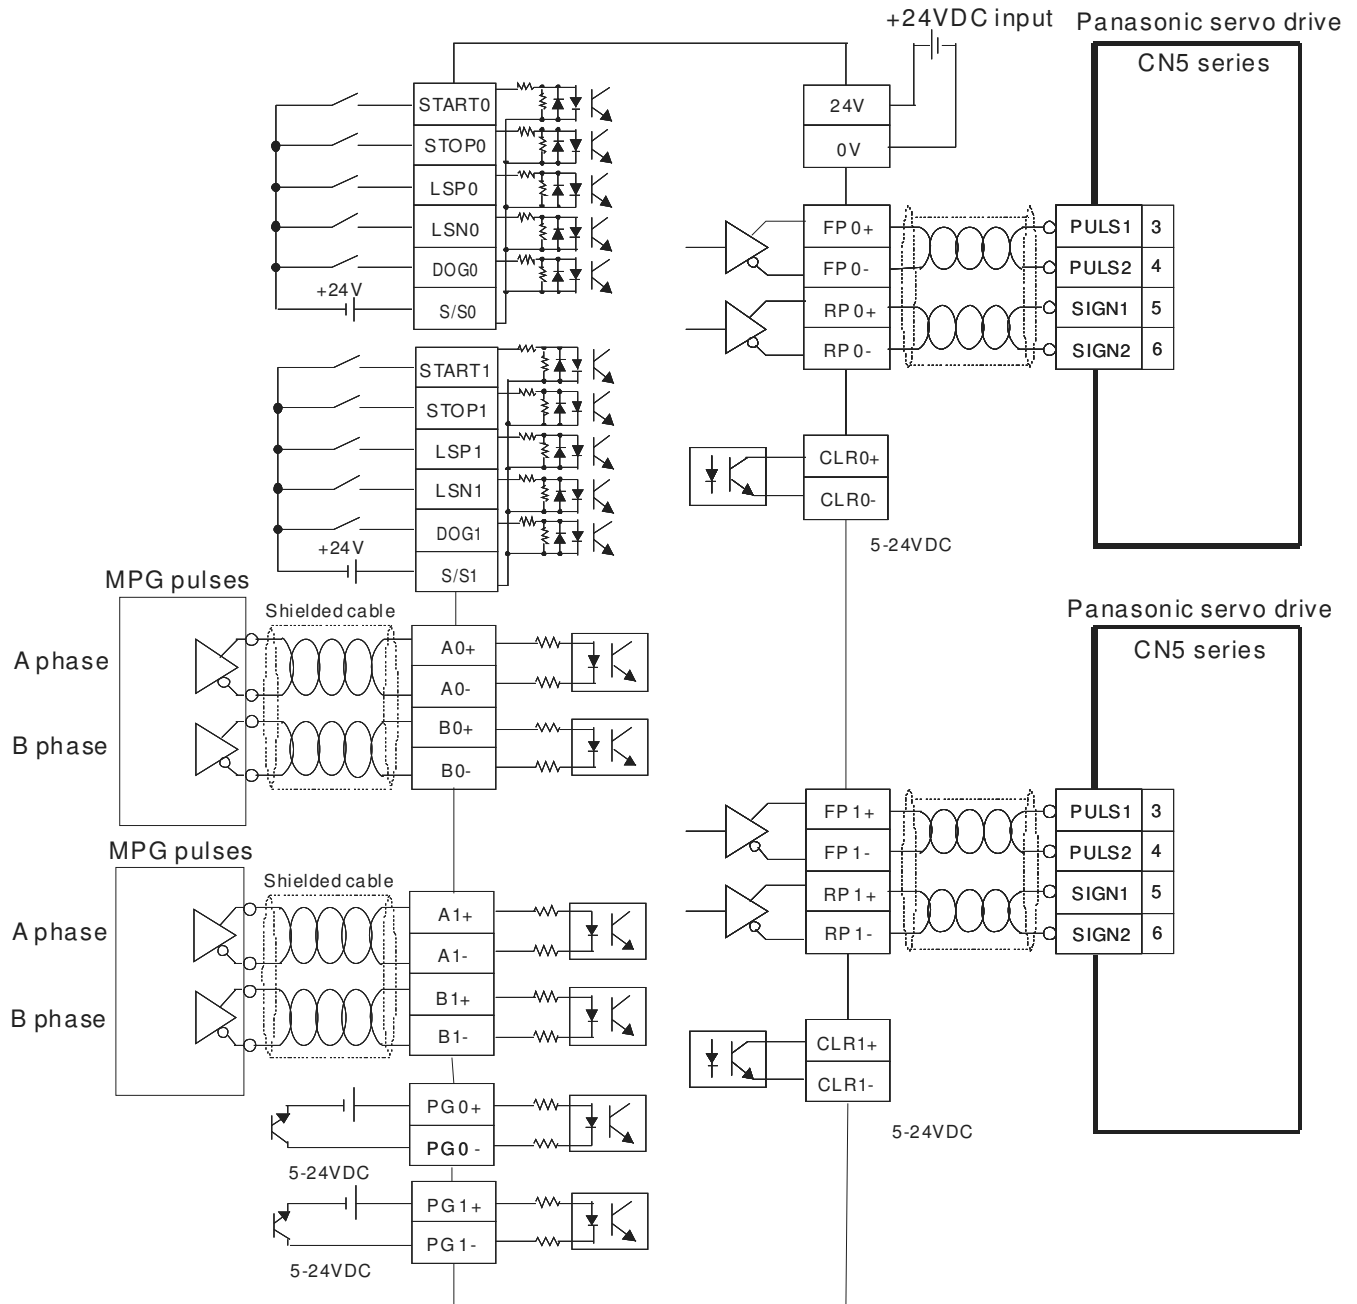 +24VDC input
Panasonic servo drive
CN5 series
START0
STOP0
LSP0
LSN0
DOG0
+24V
S/S0
24V
0V
FP0+
FP0-
RP0+
RP0-
PULS1 3
PULS2 4
SIGN1 5
SIGN2 6
START1
STOP1
LSP1
LSN1
DOG1
+24V
S/S1
CLR0+
CLR0-
5-24VDC
MPG pulses
Shielded cable
A phase
B phase
A0+
A0-
B0+
B0-
Panasonic servo drive
CN5 series
FP1+
FP1-
RP1+
RP1-
PULS1 3
PULS2 4
SIGN1 5
SIGN2 6
MPG pulses
Shielded cable
A phase
B phase
A1+
A1-
B1+
B1-
CLR1+
CLR1-
5-24VDC
PG0+
PG0-
5-24VDC
PG1+
PG1-
5-24VDC